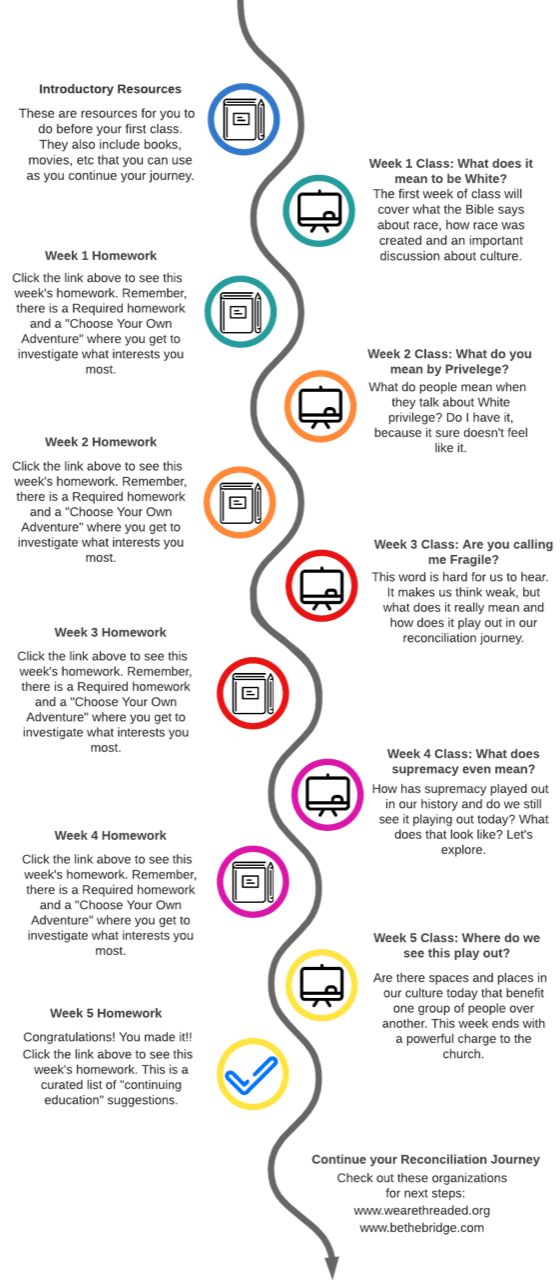 Introductory Resources
These are resources for you to
do before your first class.
They also include books,
movies, etc that you can use
as you continue your journey.
Week 1 Class: What does it
mean to be White?
The first week of class will
cover what the Bible says
about race, how race was
created and an important
discussion about culture.
Week 1 Homework
Click the link above to see this
week's homework. Remember,
there is a Required homework
and a "Choose Your Own
Adventure" where you get to
investigate what interests you
most.
Week 2 Class: What do you
mean by Privelege?
What do people mean when
they talk about White
privilege? Do I have it,
because it sure doesn't feel
like it.
Week 2 Homework
Click the link above to see this
week's homework. Remember,
there is a Required homework
and a "Choose Your Own
Adventure" where you get to
investigate what interests you
most.
Week 3 Class: Are you calling
me Fragile?
This word is hard for us to hear.
It makes us think weak, but
what does it really mean and
how does it play out in our
reconciliation journey.
Week 3 Homework
Click the link above to see this
week's homework. Remember,
there is a Required homework
and a "Choose Your Own
Adventure" where you get to
investigate what interests you
most.
Week 4 Class: What does
supremacy even mean?
How has supremacy played out
in our history and do we still
see it playing out today? What
does that look like? Let's
explore.
Week 4 Homework
Click the link above to see this
week's homework. Remember,
there is a Required homework
and a "Choose Your Own
Adventure" where you get to
investigate what interests you
most.
Week 5 Class: Where do we
see this play out?
Are there spaces and places in
our culture today that benefit
one group of people over
another. This week ends with
a powerful charge to the
church.
Week 5 Homework
Congratulations! You made it!!
Click the link above to see this
week's homework. This is a
curated list of "continuing
education" suggestions.
Continue your Reconciliation Journey
Check out these organizations
for next steps:
www.wearethreaded.org
www.bethebridge.com